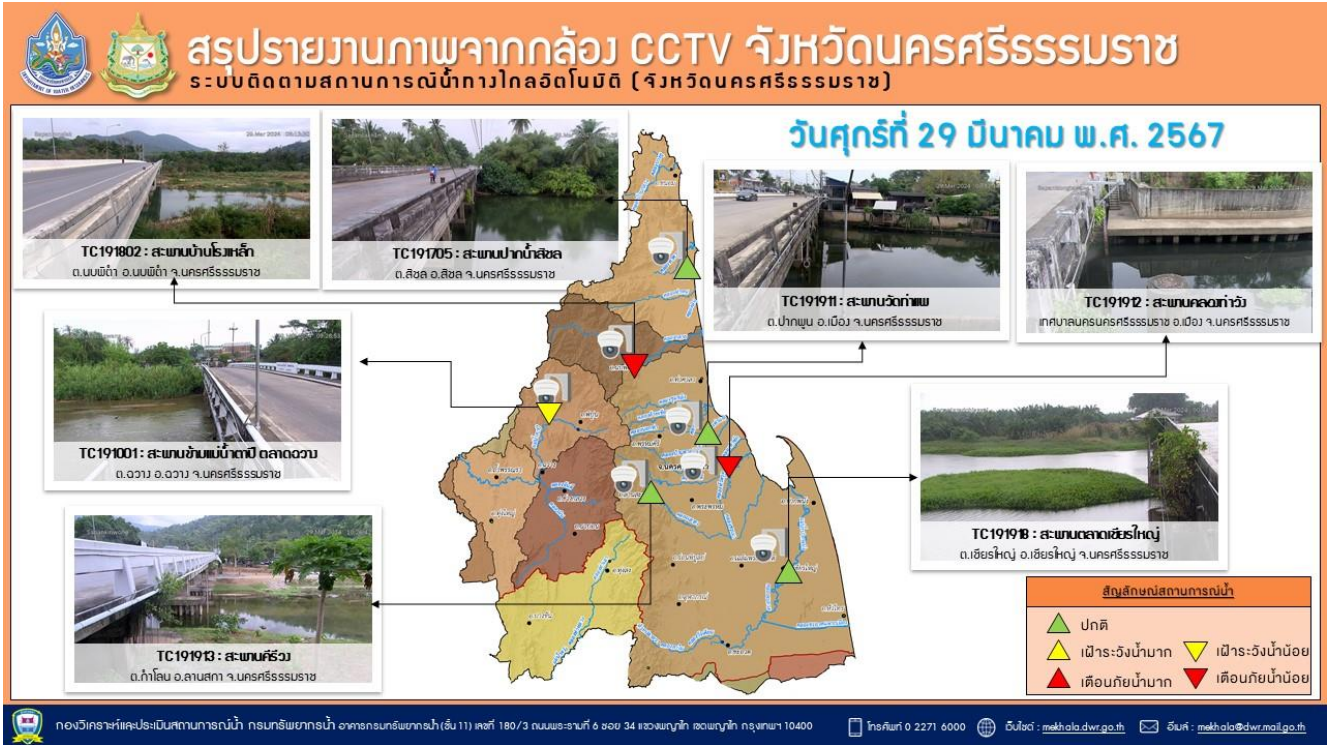 สรุปรายงานภาพจากกล้อง CCTV จังหวัดนครศรีธรรมราช
ระบบติดตามสถานการณ์น้ำทางไกลอัตโนมัติ (จังหวัดนครศรีธรรมราช)
วันศุกร์ที่ 29 มีนาคม พ.ศ. 2567
TC191802 : สะพานบ้านโรงเหล็ก
ต.นบพิตำ อ.นบพิตำ จ.นครศรีธรรมราช
TC191705 : สะพานปากน้ำสิชล
ต.สิชล อ.สิชล จ.นครศรีธรรมราช
TC191911 : สะพานวัดท่าแพ
ต.ปากพูน อ.เมือง จ.นครศรีธรรมราช
TC191912 : สะพานคลองท่าวัง
เทศบาลนครนครศรีธรรมราช อ.เมือง จ.นครศรีธรรมราช
TC191001 : สะพานข้ามแม่น้ำตาปี ตลาดฉวาง
ต.ฉวาง อ.ฉวาง จ.นครศรีธรรมราช
TC191918 : สะพานตลาดเชียรใหญ่
ต.เชียรใหญ่ อ.เชียรใหญ่ จ.นครศรีธรรมราช
TC191913 : สะพานคีรีวง
ต.กำโลน อ.ลานสกา จ.นครศรีธรรมราช
สัญลักษณ์สถานการณ์น้ำ
ปกติ
เฝ้าระวังน้ำมาก เฝ้าระวังน้ำน้อย
เตือนภัยน้ำมาก เตือนภัยน้ำน้อย
กองวิเคราะห์และประเมินสถานการณ์น้ำ กรมทรัพยากรน้ำ อาคารกรมทรัพยากรน้ำ (ชั้น 11) เลขที่ 180/3 ถนนพระรามที่ 6 ซอย 34 แขวงพญาไท เขตพญาไท กรุงเทพฯ 10400 โทรศัพท์ 0 2271 6000 เว็บไซต์ : mekhala.dwr.go.th อีเมล์ : mekhala@dwr.mail.go.th